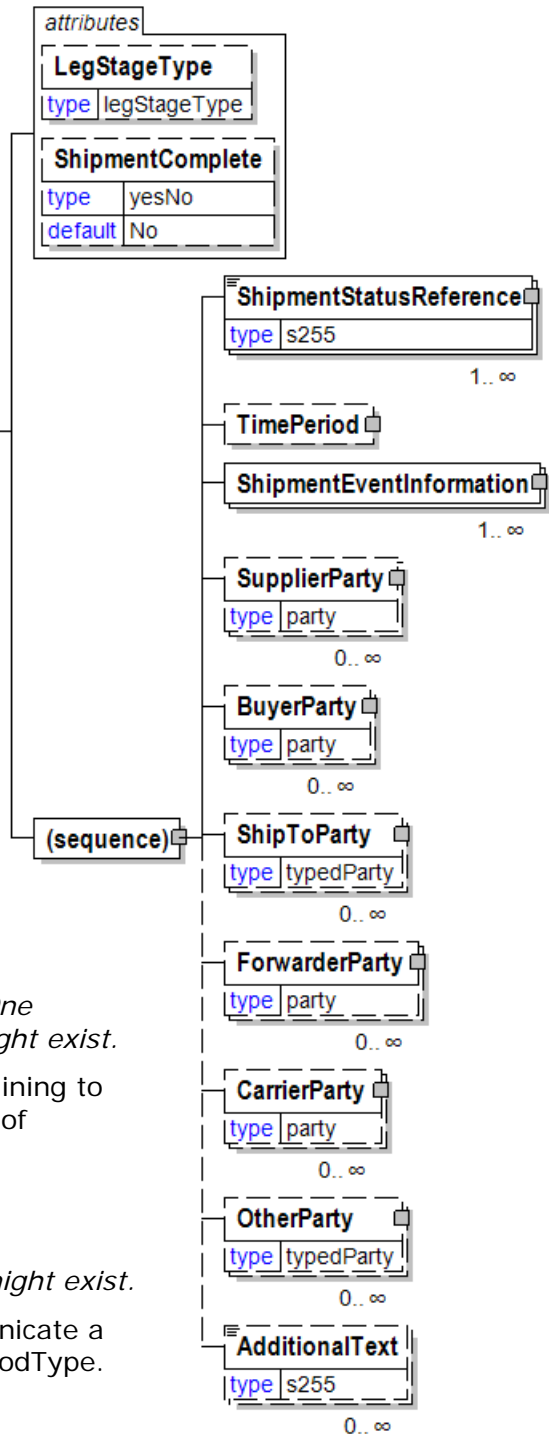 attributes
LegStageType
type legStageType
ShipmentComplete
type yesNo
default No
ShipmentStatusReference
type s255
1.. ∞
TimePeriod
ShipmentEventInformation
1.. ∞
SupplierParty
type party
0.. ∞
BuyerParty
type party
0.. ∞
(sequence)
ShipToParty
type typedParty
0.. ∞
ForwarderParty
type party
0.. ∞
ght exist.
ining to
of
CarrierParty
type party
0.. ∞
OtherParty
type typedParty
0.. ∞
might exist.
nicate a
odType.
AdditionalText
type s255
0.. ∞